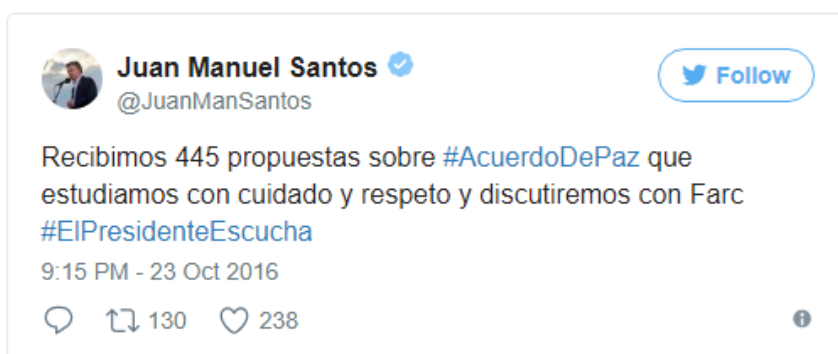 Juan Manuel Santos
Follow
@JuanManSantos
Recibimos 445 propuestas sobre #AcuerdoDePaz que
estudiamos con cuidado y respeto y discutiremos con Farc
#ElPresidenteEscucha
9:15 PM - 23 Oct 2016
130 238